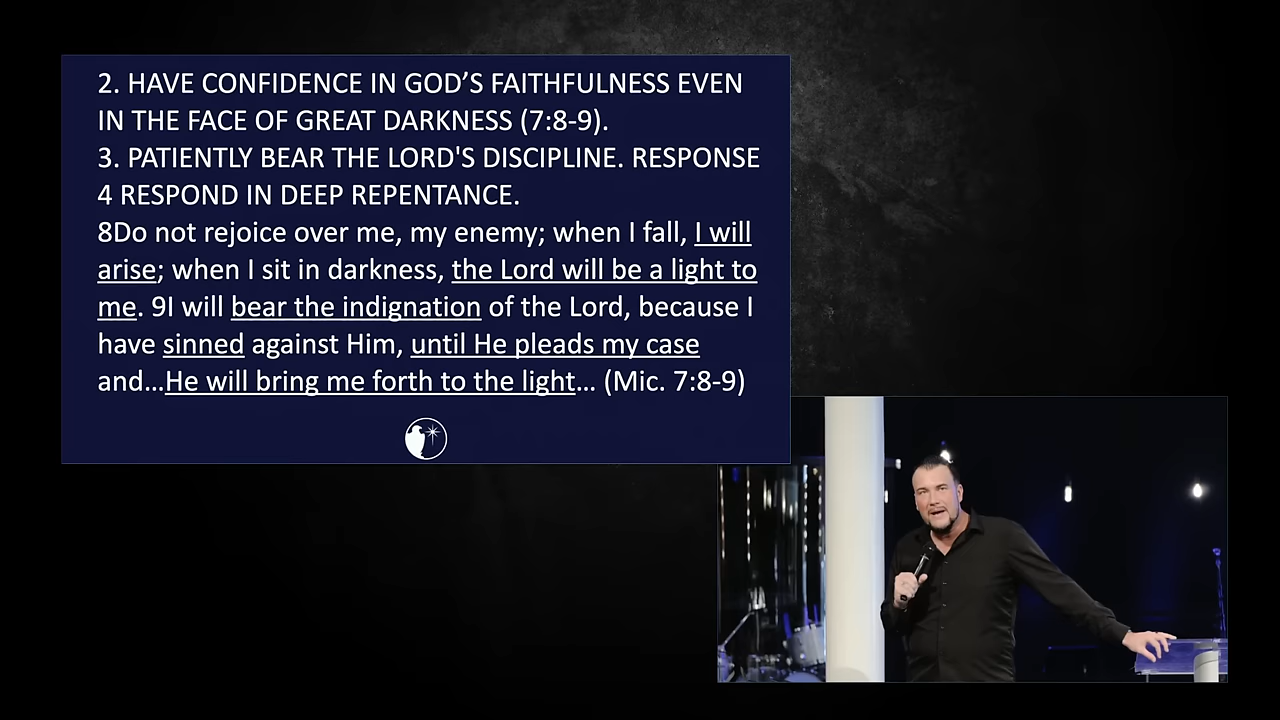 2. HAVE CONFIDENCE IN GOD’S FAITHFULNESS EVEN
IN THE FACE OF GREAT DARKNESS (7:8-9).
3. PATIENTLY BEAR THE LORD'S DISCIPLINE. RESPONSE
4 RESPOND IN DEEP REPENTANCE.
8Do not rejoice over me, my enemy; when I fall, I will
arise; when I sit in darkness, the Lord will be a light to
me. 9I will bear the indignation of the Lord, because I
have sinned against Him, until He pleads my case
and…He will bring me forth to the light… (Mic. 7:8-9)